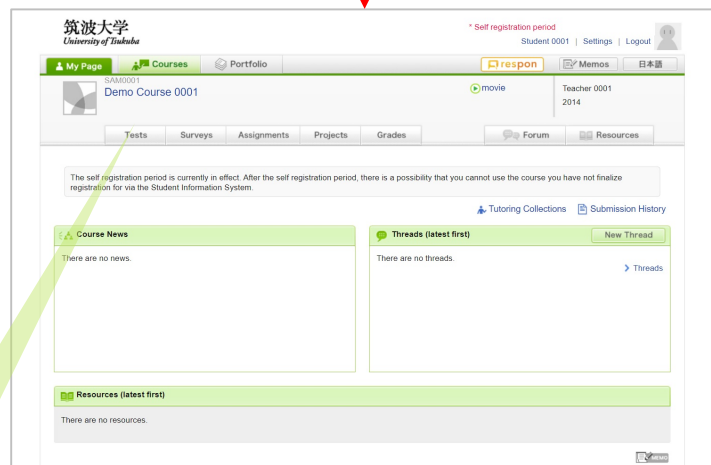 筑波大学
University of Tsukuba
* Self registration period
Student 0001 | Settings | Logout
My Page
Courses
Portfolio
respon
Memos
日本語
SAM0001
Demo Course 0001
movie
Teacher 0001
2014
Tests
Surveys
Assignments
Projects
Grades
Forum
Resources
The self registration period is currently in effect. After the self registration period, there is a possibility that you cannot use the course you have not finalize
registration for via the Student Information System.
Tutoring Collections
Submission History
Course News
There are no news.
Threads (latest first)
New Thread
There are no threads.
Threads
Resources (latest first)
There are no resources.
MEMO